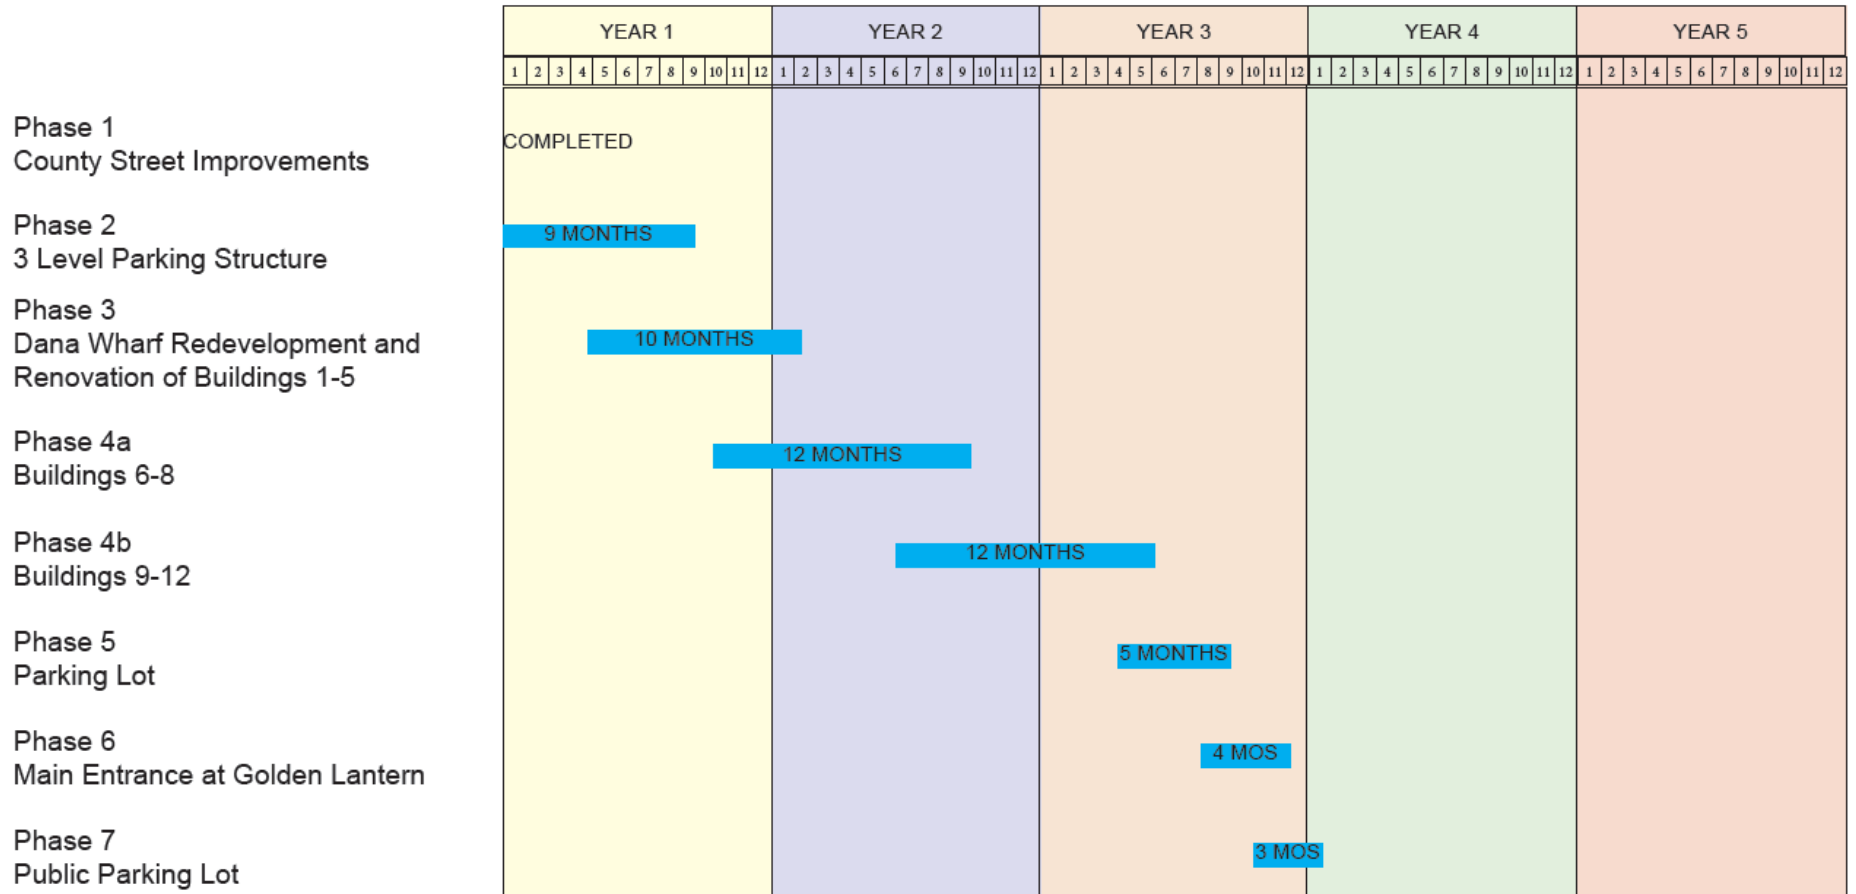 YEAR 1 YEAR 2 YEAR 3 YEAR 4 YEAR 5
1 2 3 4 5 6 7 8 9 10 11 12 1 2 3 4 5 6 7 8 9 10 11 12 1 2 3 4 5 6 7 8 9 10 11 12 1 2 3 4 5 6 7 8 9 10 11 12 1 2 3 4 5 6 7 8 9 10 11 12
Phase 1
County Street Improvements
COMPLETED
Phase 2
3 Level Parking Structure
9 MONTHS
Phase 3
Dana Wharf Redevelopment and
Renovation of Buildings 1-5
10 MONTHS
Phase 4a
Buildings 6-8
12 MONTHS
Phase 4b
Buildings 9-12
12 MONTHS
Phase 5
Parking Lot
5 MONTHS
Phase 6
Main Entrance at Golden Lantern
4 MOS
Phase 7
Public Parking Lot
3 MOS